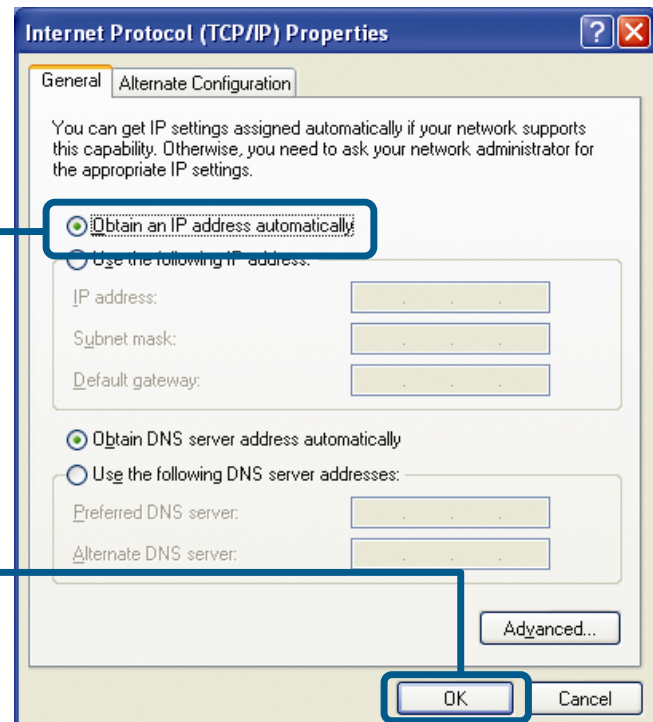 Internet Protocol (TCP/IP) Properties
General
Alternate Configuration
You can get IP settings assigned automatically if your network supports
this capability. Otherwise, you need to ask your network administrator for
the appropriate IP settings.
Obtain an IP address automatically
Use the following IP address:
IP address:
Subnet mask:
Default gateway:
Obtain DNS server address automatically
Use the following DNS server addresses:
Preferred DNS server:
Alternate DNS server:
Advanced...
OK
Cancel